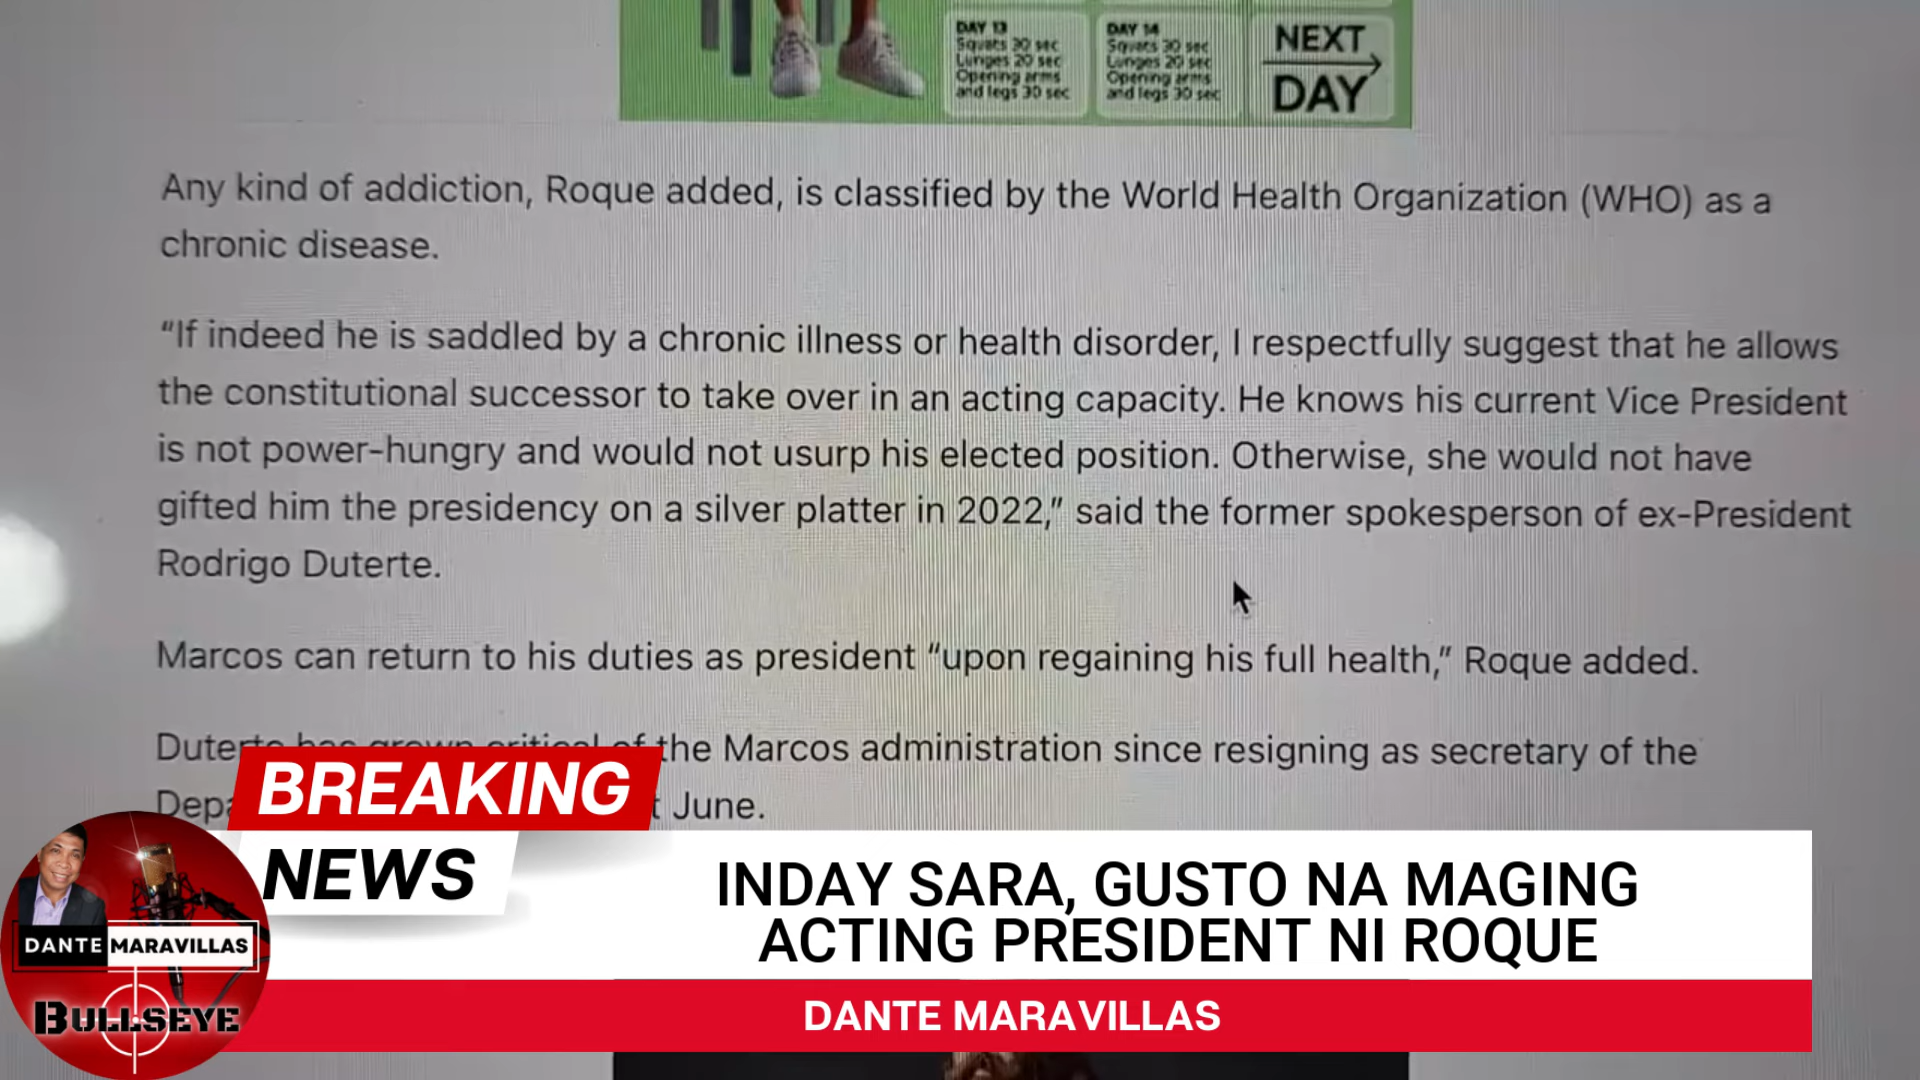 DAY 13
Squats 30 sec
Lunges 20 sec
Opening arms
and legs 30 sec
DAY 14
Squats 30 sec
Lunges 20 sec
Opening arms
and legs 30 sec
NEXT
DAY
Any kind of addiction, Roque added, is classified by the World Health Organization (WHO) as a
chronic disease.
“If indeed he is saddled by a chronic illness or health disorder, I respectfully suggest that he allows
the constitutional successor to take over in an acting capacity. He knows his current Vice President
is not power-hungry and would not usurp his elected position. Otherwise, she would not have
gifted him the presidency on a silver platter in 2022,” said the former spokesperson of ex-President
Rodrigo Duterte.
Marcos can return to his duties as president “upon regaining his full health,” Roque added.
Duterte has grown critical of the Marcos administration since resigning as secretary of the
June.
BREAKING
NEWS
INDAY SARA, GUSTO NA MAGING
ACTING PRESIDENT NI ROQUE
DANTE MARAVILLAS
DANTE MARAVILLAS
BULLSEYE